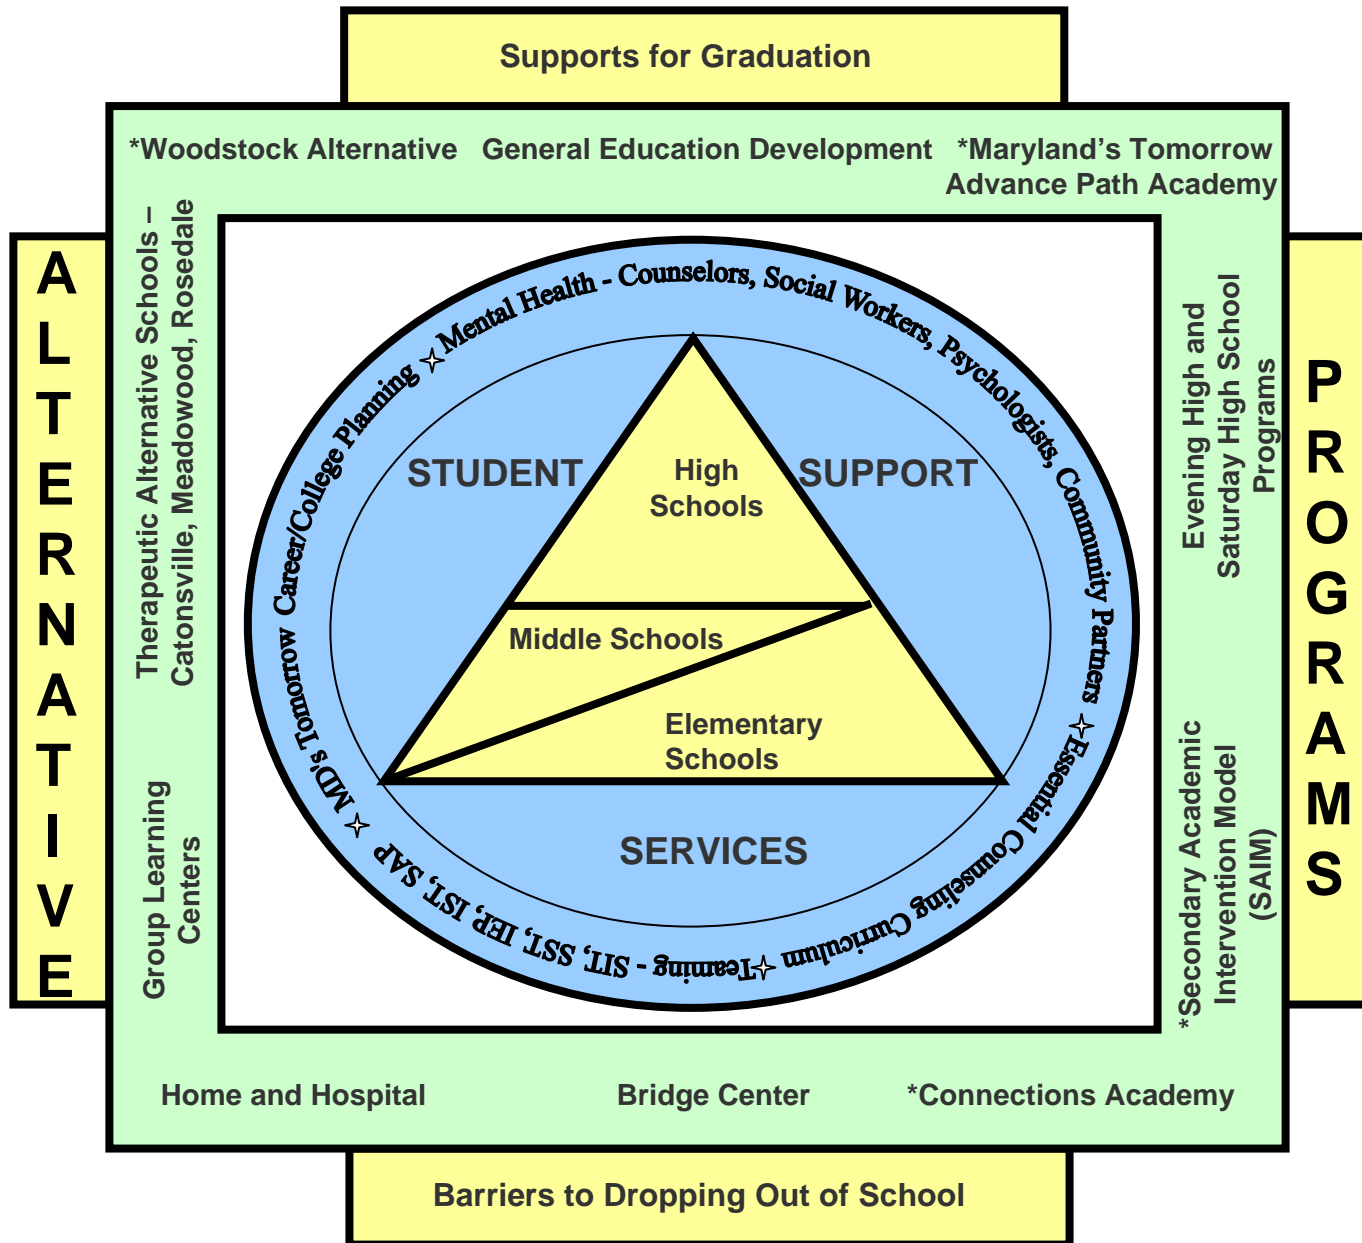 Supports for Graduation
*Woodstock Alternative
General Education Development
*Maryland's Tomorrow
Advance Path Academy
ALTERNATIVE
Therapeutic Alternative Schools –
Catonsville, Meadowood, Rosedale
Group Learning
Centers
Mental Health - Counselors, Social Workers, Psychologists, Community Partners
Essential Counseling Curriculum
Teaming - SIT, SST, IEP, IST, SAP
MD's Tomorrow
Career/College Planning
STUDENT
SUPPORT
SERVICES
High
Schools
Middle Schools
Elementary
Schools
Evening High and
Saturday High School
Programs
*Secondary Academic
Intervention Model
(SAIM)
PROGRAMS
Home and Hospital
Bridge Center
*Connections Academy
Barriers to Dropping Out of School